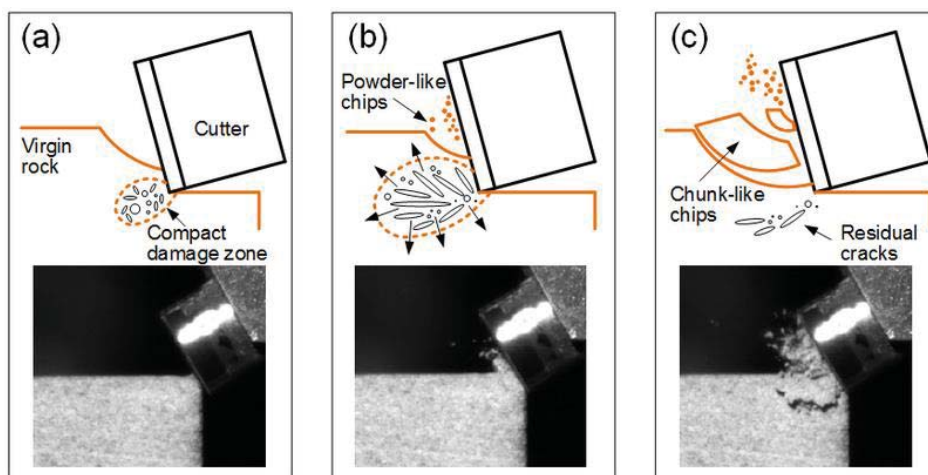 (a)
Virgin
rock
Cutter
Compact
damage zone
(b)
Powder-like
chips
(c)
Chunk-like
chips
Residual
cracks